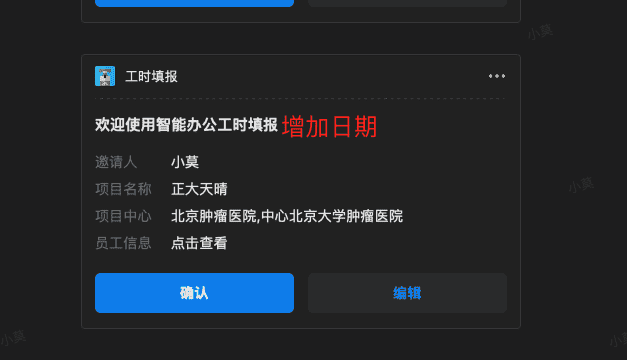 小莫
工时填报
欢迎使用智能办公工时填报 增加日期
邀请人 小莫
项目名称 正大天晴
小莫
项目中心 北京肿瘤医院,中心北京大学肿瘤医院
员工信息 点击查看
确认 编辑
小莫
小莫